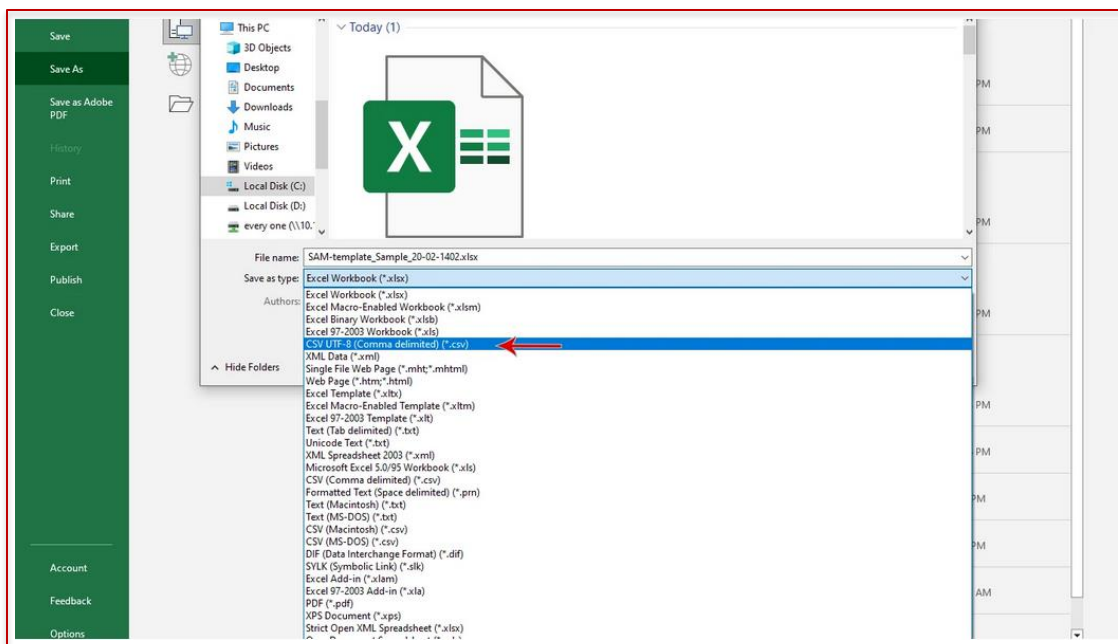 Save
Save As
Save as Adobe
PDF
History
Print
Share
Export
Publish
Close
Account
Feedback
Options
This PC
3D Objects
Desktop
Documents
Downloads
Music
Pictures
Videos
Local Disk (C:)
Local Disk (D:)
every one (\\10.
Today (1)
X
File name: SAM-template_Sample_20-02-1402.xlsx
Save as type: Excel Workbook (*.xlsx)
Authors:
Hide Folders
Excel Workbook (*.xlsx)
Excel Macro-Enabled Workbook (*.xlsm)
Excel Binary Workbook (*.xlsb)
Excel 97-2003 Workbook (*.xls)
CSV UTF-8 (Comma delimited) (*.csv)
XML Data (*.xml)
Single File Web Page (*.mht;*.mhtml)
Web Page (*.htm;*.html)
Excel Template (*.xltx)
Excel Macro-Enabled Template (*.xltm)
Excel 97-2003 Template (*.xlt)
Text (Tab delimited) (*.txt)
Unicode Text (*.txt)
XML Spreadsheet 2003 (*.xml)
Microsoft Excel 5.0/95 Workbook (*.xls)
CSV (Comma delimited) (*.csv)
Formatted Text (Space delimited) (*.prn)
Text (Macintosh) (*.txt)
Text (MS-DOS) (*.txt)
CSV (Macintosh) (*.csv)
CSV (MS-DOS) (*.csv)
DIF (Data Interchange Format) (*.dif)
SYLK (Symbolic Link) (*.slk)
Excel Add-in (*.xlam)
Excel 97-2003 Add-in (*.xla)
PDF (*.pdf)
XPS Document (*.xps)
Strict Open XML Spreadsheet (*.xlsx)
PM
PM
PM
PM
PM
PM
PM
PM
AM